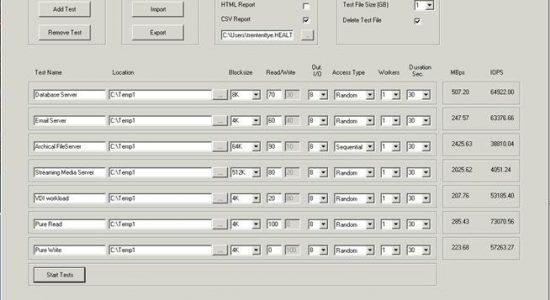 Add Test
Import
HTML Report
Test File Size (GB) 1
CSV Report
Delete Test File
Remove Test
Export
C:\Users\trententtye.HEALT ...
Test Name Location Blocksize Read/Write Out. I/O Access Type Workers Duration Sec. MBps IOPS
Database Server C:\Temp1 ... 8K 70 30 8 Random 1 30 507.20 64922.00
Email Server C:\Temp1 ... 4K 60 40 8 Random 1 30 247.57 63376.66
Archical FileServer C:\Temp1 ... 64K 90 10 8 Sequential 1 30 2425.63 38810.04
Streaming Media Server C:\Temp1 ... 512K 80 20 8 Random 1 30 2025.62 4051.24
VDI workload C:\Temp1 ... 4K 20 80 8 Random 1 30 207.76 53185.40
Pure Read C:\Temp1 ... 4K 100 0 8 Random 1 30 285.43 73070.56
Pure Write C:\Temp1 ... 4K 0 100 8 Random 1 30 223.68 57263.27
Start Tests